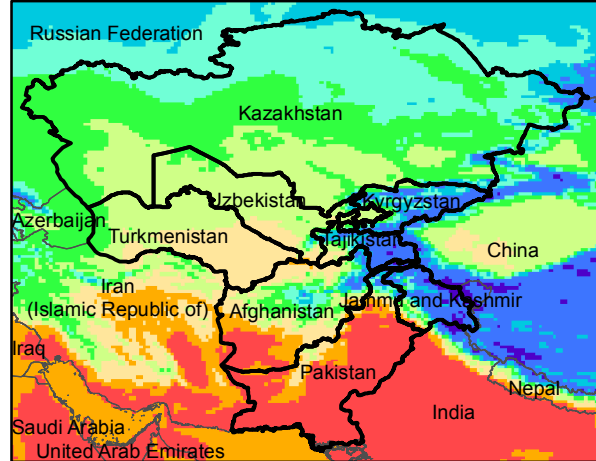 Russian Federation
Kazakhstan
Uzbekistan
Kyrgyzstan
Azerbaijan
Turkmenistan
Tajikistan
China
Iran
(Islamic Republic of)
Afghanistan
Jammu and Kashmir
Iraq
Pakistan
Nepal
India
Saudi Arabia
United Arab Emirates